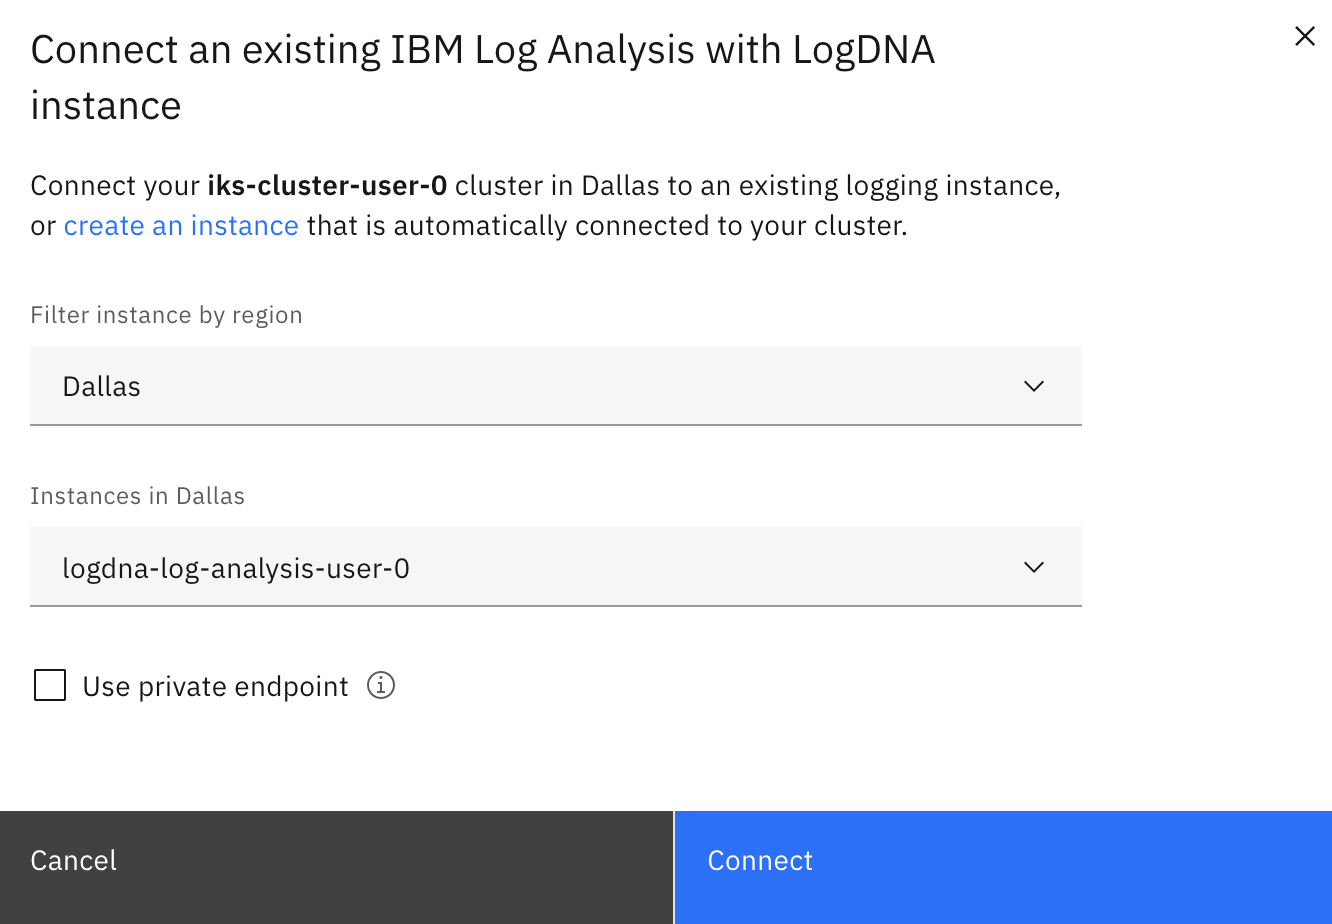 Connect an existing IBM Log Analysis with LogDNA
instance
Connect your iks-cluster-user-0 cluster in Dallas to an existing logging instance,
or create an instance that is automatically connected to your cluster.
Filter instance by region
Dallas
Instances in Dallas
logdna-log-analysis-user-0
Use private endpoint
Cancel
Connect